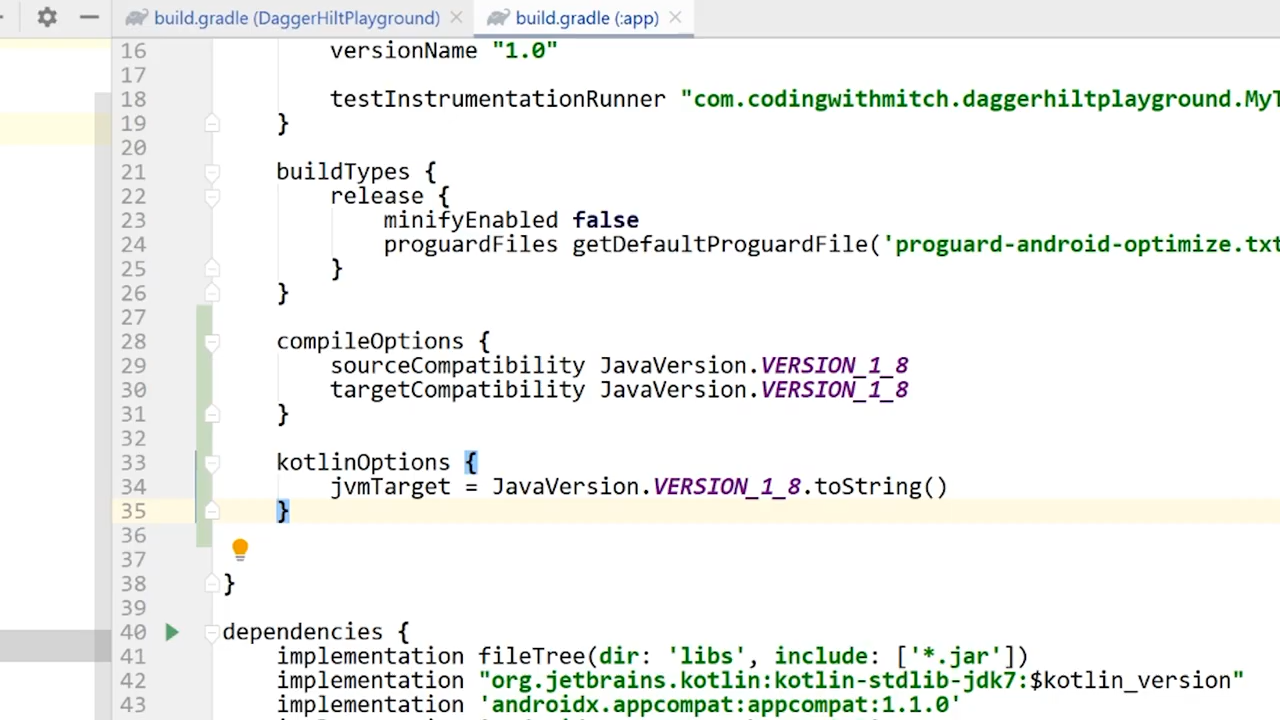 build.gradle (DaggerHiltPlayground) build.gradle (:app)
16 versionName "1.0"
17
18 testInstrumentationRunner "com.codingwithmitch.daggerhiltplayground.MyT
19 }
20
21 buildTypes {
22 release {
23 minifyEnabled false
24 proguardFiles getDefaultProguardFile('proguard-android-optimize.txt
25 }
26 }
27
28 compileOptions {
29 sourceCompatibility JavaVersion.VERSION_1_8
30 targetCompatibility JavaVersion.VERSION_1_8
31 }
32
33 kotlinOptions {
34 jvmTarget = JavaVersion.VERSION_1_8.toString()
35 }
36
37
38 }
39
40 dependencies {
41 implementation fileTree(dir: 'libs', include: ['*.jar'])
42 implementation "org.jetbrains.kotlin:kotlin-stdlib-jdk7:$kotlin_version"
43 implementation 'androidx.appcompat:appcompat:1.1.0'